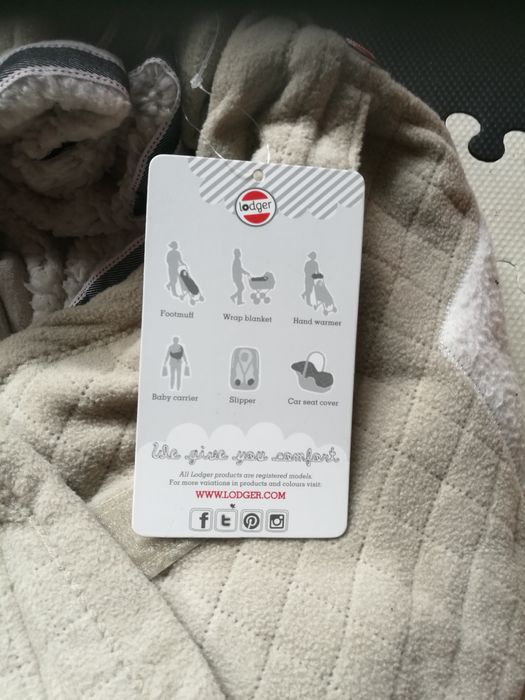 lodger
Footmuff
Wrap blanket
Hand warmer
Baby carrier
Slipper
Car seat cover
We give you comfort
All Lodger products are registered models.
For more vaiations in products and colours visit:
WWW.LODGER.COM